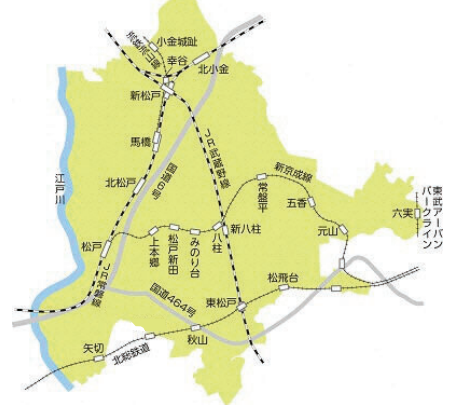 小金城趾
流鉄流山線
幸谷
北小金
新松戸
馬橋
JR武蔵野線
国道6号
北松戸
新京成線
常盤平
五香
元山
六実
東武アーバン
パークライン
江戸川
松戸
上本郷
松戸新田
みのり台
八柱
新八柱
JR常磐線
国道464号
松飛台
東松戸
秋山
矢切
北総鉄道